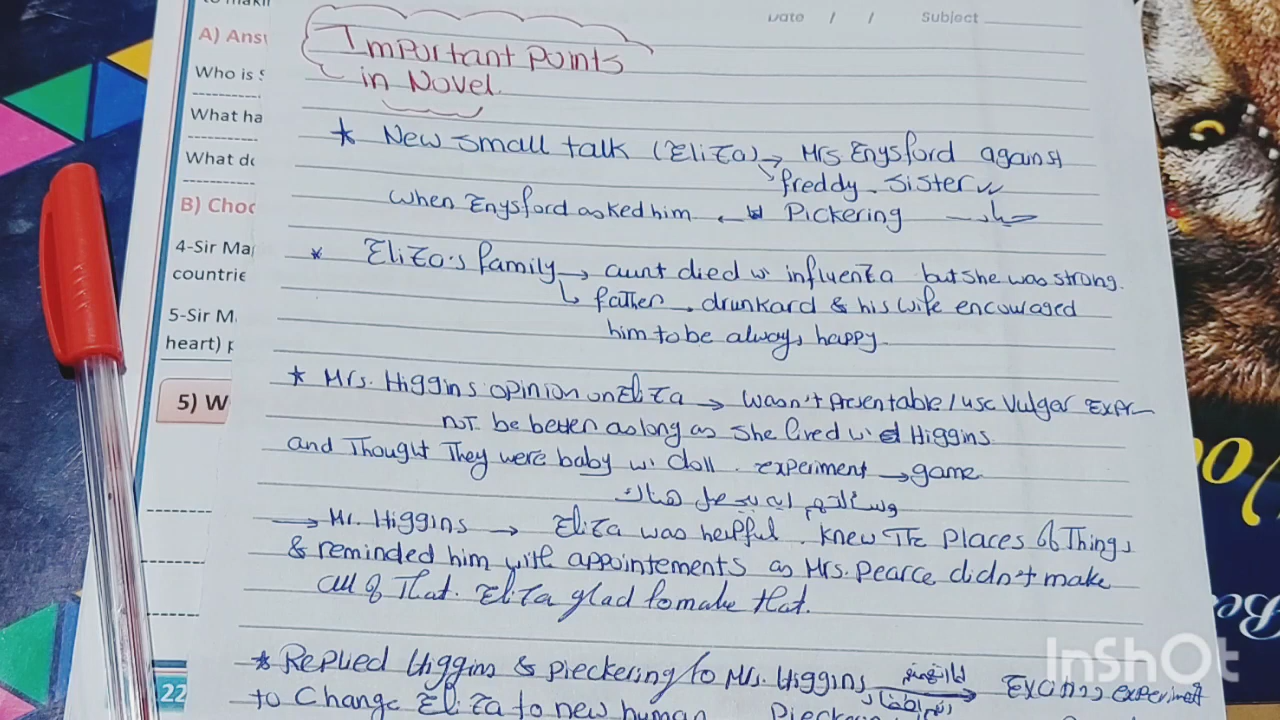 Date / / Subject
Important points
in Novel.
* New small talk (Eliza) → Mrs Enysford against
freddy. sister
When Enysford asked him ← Pickering
* Eliza's family → aunt died w influenza but she was strong.
↳ father → drunkard & his wife encouraged
him to be always happy.
* Mrs. Higgins opinion on Eliza → wasn't presentable / use Vulgar Expr
not be better as long as she lived w Higgins.
and Thought They were baby w. doll. experiment → game.
→ Mr. Higgins → Eliza was helpful. Knew The places of Things
& reminded him with appointements as Mrs. Pearce didn't make
all of That. Eliza glad to make that.
* Replied Higgins & pieckering to Mrs. Higgins → experiment
to Change Eliza to new human
A) Ans
Who is S
What ha
What do
B) Choo
4-Sir Ma
countrie
5-Sir M
heart) p
5) W
22
InShOt